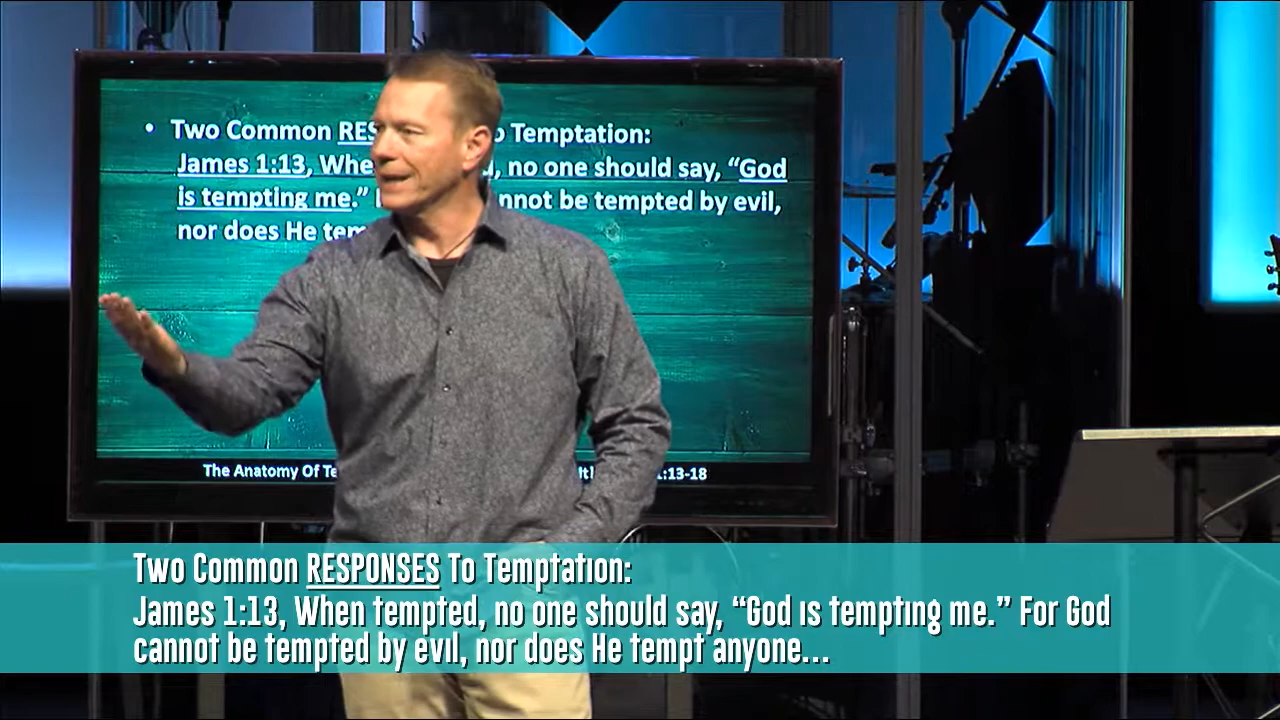 • Two Common RES o Temptation:
James 1:13, Whe d, no one should say, “God
is tempting me.” nnot be tempted by evil,
nor does He tem
The Anatomy Of Te 1:13-18
Two Common RESPONSES To Temptation:
James 1:13, When tempted, no one should say, “God is tempting me.” For God
cannot be tempted by evil, nor does He tempt anyone...